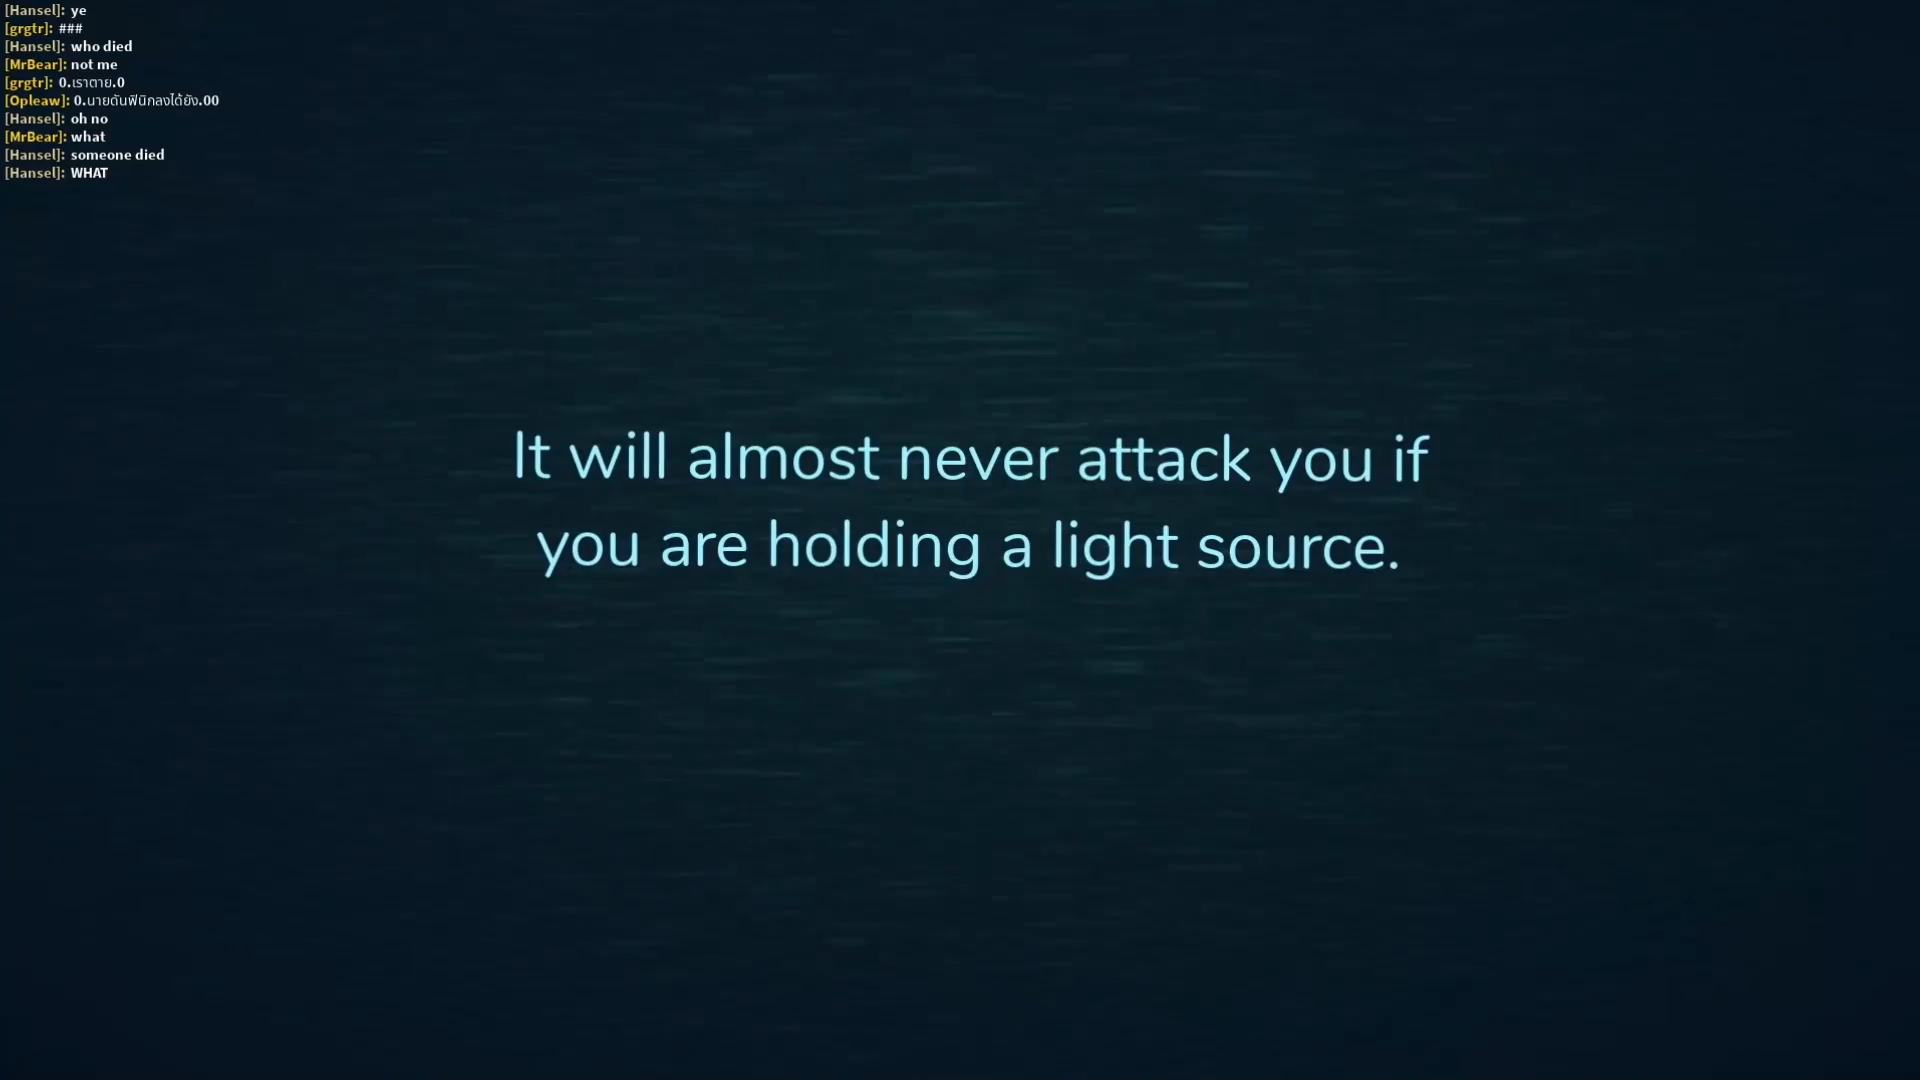 [Hansel]: ye
[grgtr]: ###
[Hansel]: who died
[MrBear]: not me
[grgtr]: 0.เราตาย.0
[Opleaw]: 0.นายดันฟินิกลงได้ยัง.00
[Hansel]: oh no
[MrBear]: what
[Hansel]: someone died
[Hansel]: WHAT
It will almost never attack you if
you are holding a light source.